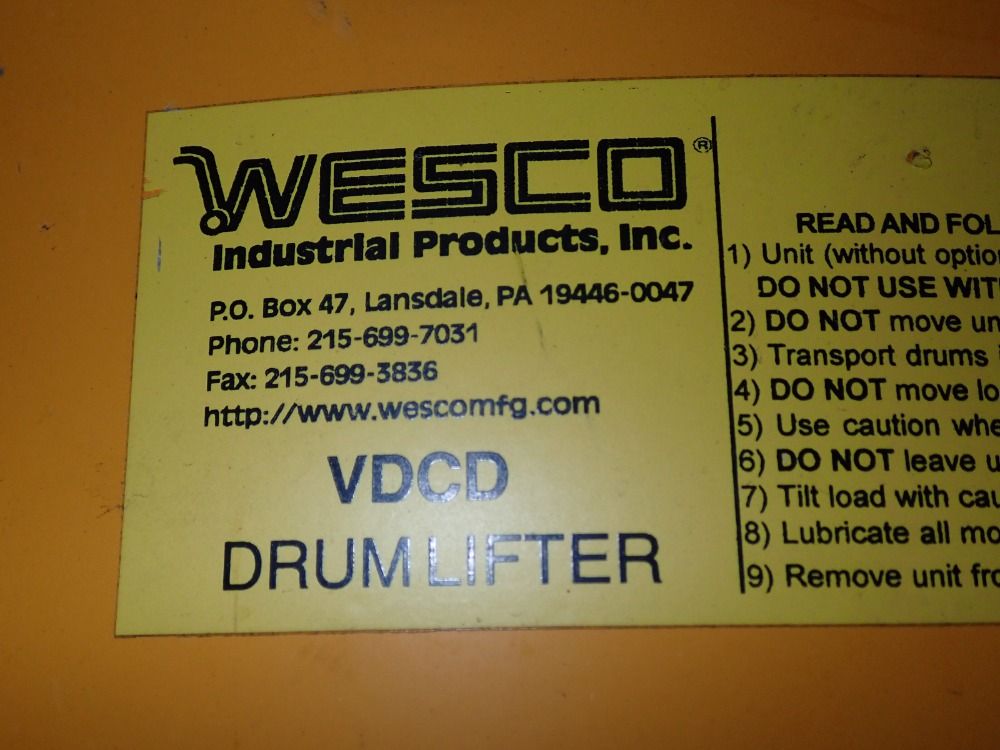 WESCO®
Industrial Products, Inc.
P.O. Box 47, Lansdale, PA 19446-0047
Phone: 215-699-7031
Fax: 215-699-3836
http://www.wescomfg.com
VDCD
DRUM LIFTER
READ AND FOL
1) Unit (without optio
DO NOT USE WIT
2) DO NOT move un
3) Transport drums
4) DO NOT move lo
5) Use caution whe
6) DO NOT leave u
7) Tilt load with cau
8) Lubricate all mo
9) Remove unit fro